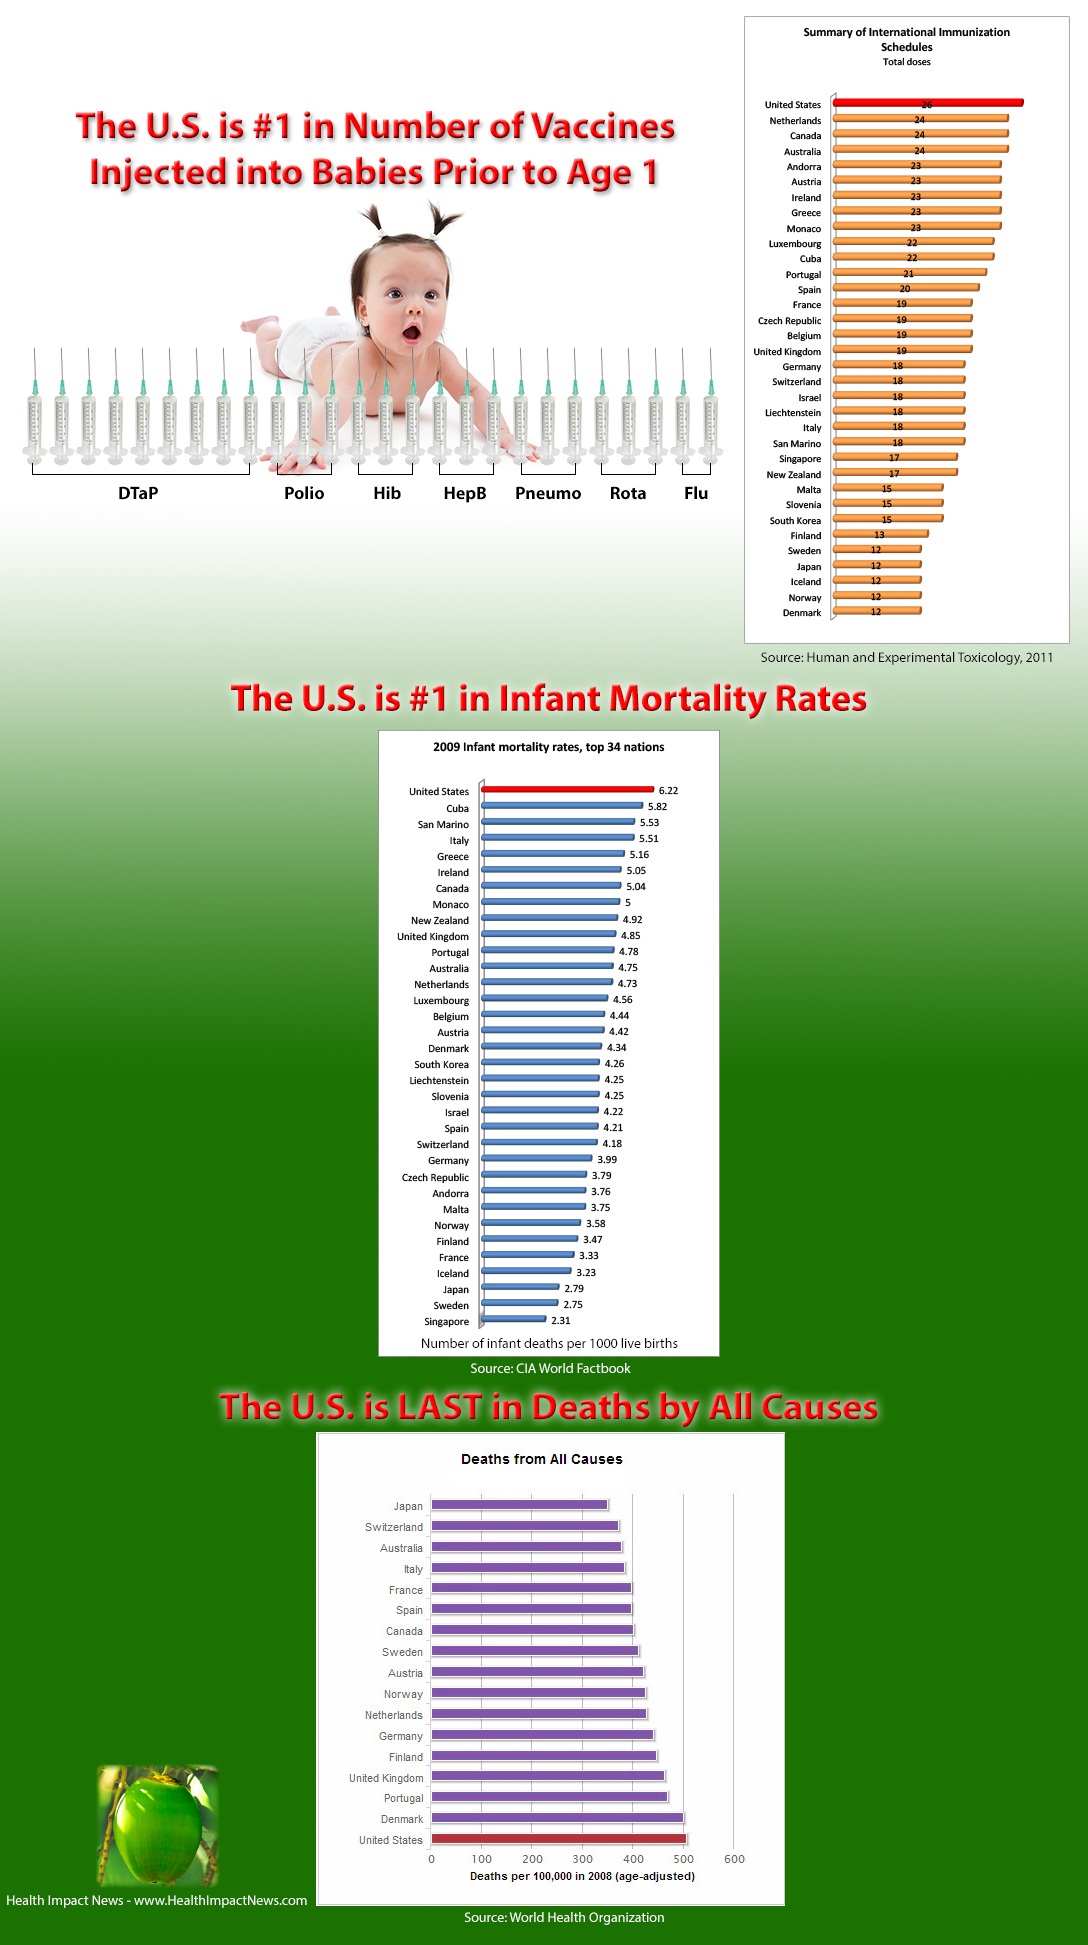 The U.S. is #1 in Number of Vaccines
Injected into Babies Prior to Age 1
DTaP
Polio
Hib
HepB
Pneumo
Rota
Flu
Summary of International Immunization
Schedules
Total doses
United States 26
Netherlands 24
Canada 24
Australia 24
Andorra 23
Austria 23
Ireland 23
Greece 23
Monaco 23
Luxembourg 22
Cuba 22
Portugal 21
Spain 20
France 19
Czech Republic 19
Belgium 19
United Kingdom 19
Germany 18
Switzerland 18
Israel 18
Liechtenstein 18
Italy 18
San Marino 18
Singapore 17
New Zealand 17
Malta 15
Slovenia 15
South Korea 15
Finland 13
Sweden 12
Japan 12
Iceland 12
Norway 12
Denmark 12
Source: Human and Experimental Toxicology, 2011
The U.S. is #1 in Infant Mortality Rates
2009 Infant mortality rates, top 34 nations
United States 6.22
Cuba 5.82
San Marino 5.53
Italy 5.51
Greece 5.16
Ireland 5.05
Canada 5.04
Monaco 5
New Zealand 4.92
United Kingdom 4.85
Portugal 4.78
Australia 4.75
Netherlands 4.73
Luxembourg 4.56
Belgium 4.44
Austria 4.42
Denmark 4.34
South Korea 4.26
Liechtenstein 4.25
Slovenia 4.25
Israel 4.22
Spain 4.21
Switzerland 4.18
Germany 3.99
Czech Republic 3.79
Andorra 3.76
Malta 3.75
Norway 3.58
Finland 3.47
France 3.33
Iceland 3.23
Japan 2.79
Sweden 2.75
Singapore 2.31
Number of infant deaths per 1000 live births
Source: CIA World Factbook
The U.S. is LAST in Deaths by All Causes
Deaths from All Causes
Japan
Switzerland
Australia
Italy
France
Spain
Canada
Sweden
Austria
Norway
Netherlands
Germany
Finland
United Kingdom
Portugal
Denmark
United States
0 100 200 300 400 500 600
Deaths per 100,000 in 2008 (age-adjusted)
Source: World Health Organization
Health Impact News - www.HealthImpactNews.com